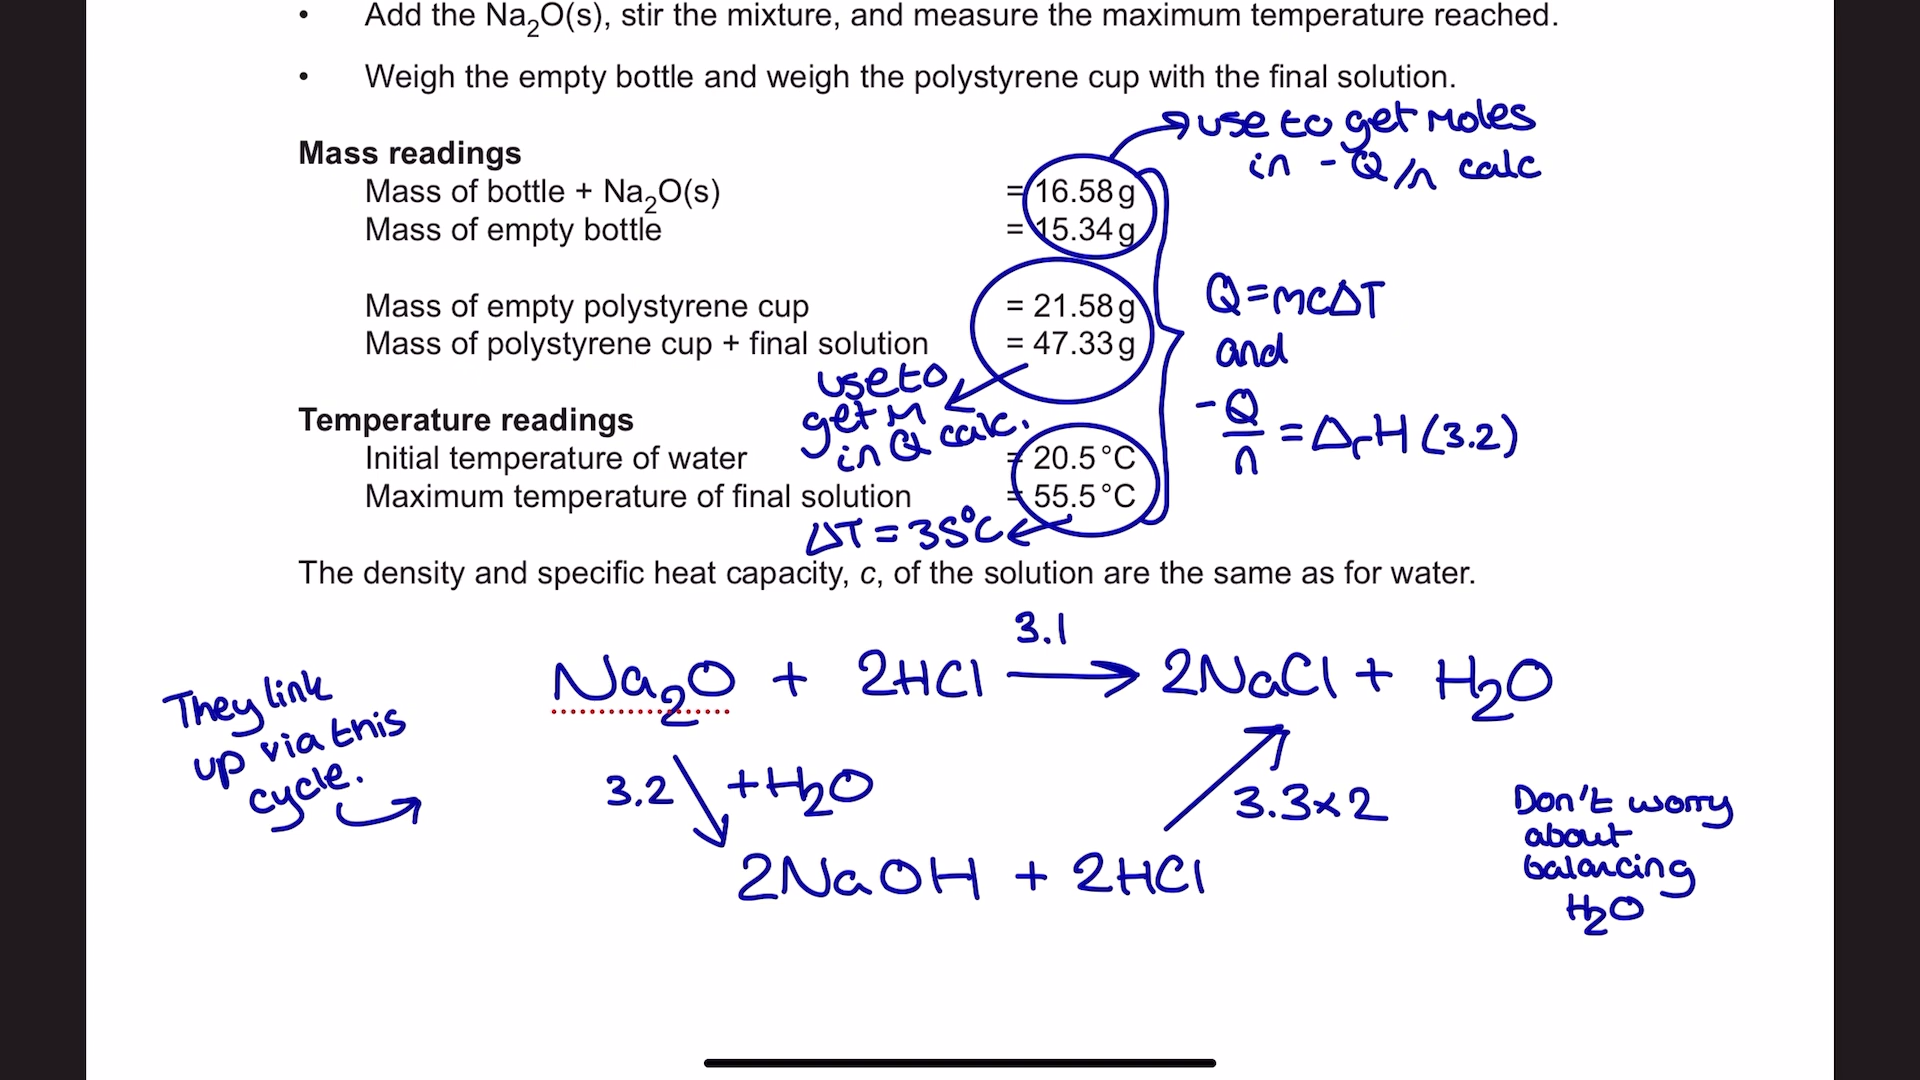 • Add the Na₂O(s), stir the mixture, and measure the maximum temperature reached.
• Weigh the empty bottle and weigh the polystyrene cup with the final solution.
use to get moles
in -Q/n calc
Mass readings
Mass of bottle + Na₂O(s) = 16.58 g
Mass of empty bottle = 15.34 g
Mass of empty polystyrene cup = 21.58 g
Mass of polystyrene cup + final solution = 47.33 g
use to
get m
in Q calc.
Q=mcΔT
and
-Q/n = ΔrH (3.2)
Temperature readings
Initial temperature of water = 20.5 °C
Maximum temperature of final solution = 55.5 °C
ΔT = 35°C
The density and specific heat capacity, c, of the solution are the same as for water.
3.1
Na₂O + 2HCl → 2NaCl + H₂O
They link
up via this
cycle.
3.2 +H₂O
3.3×2
2NaOH + 2HCl
Don't worry
about
balancing
H₂O